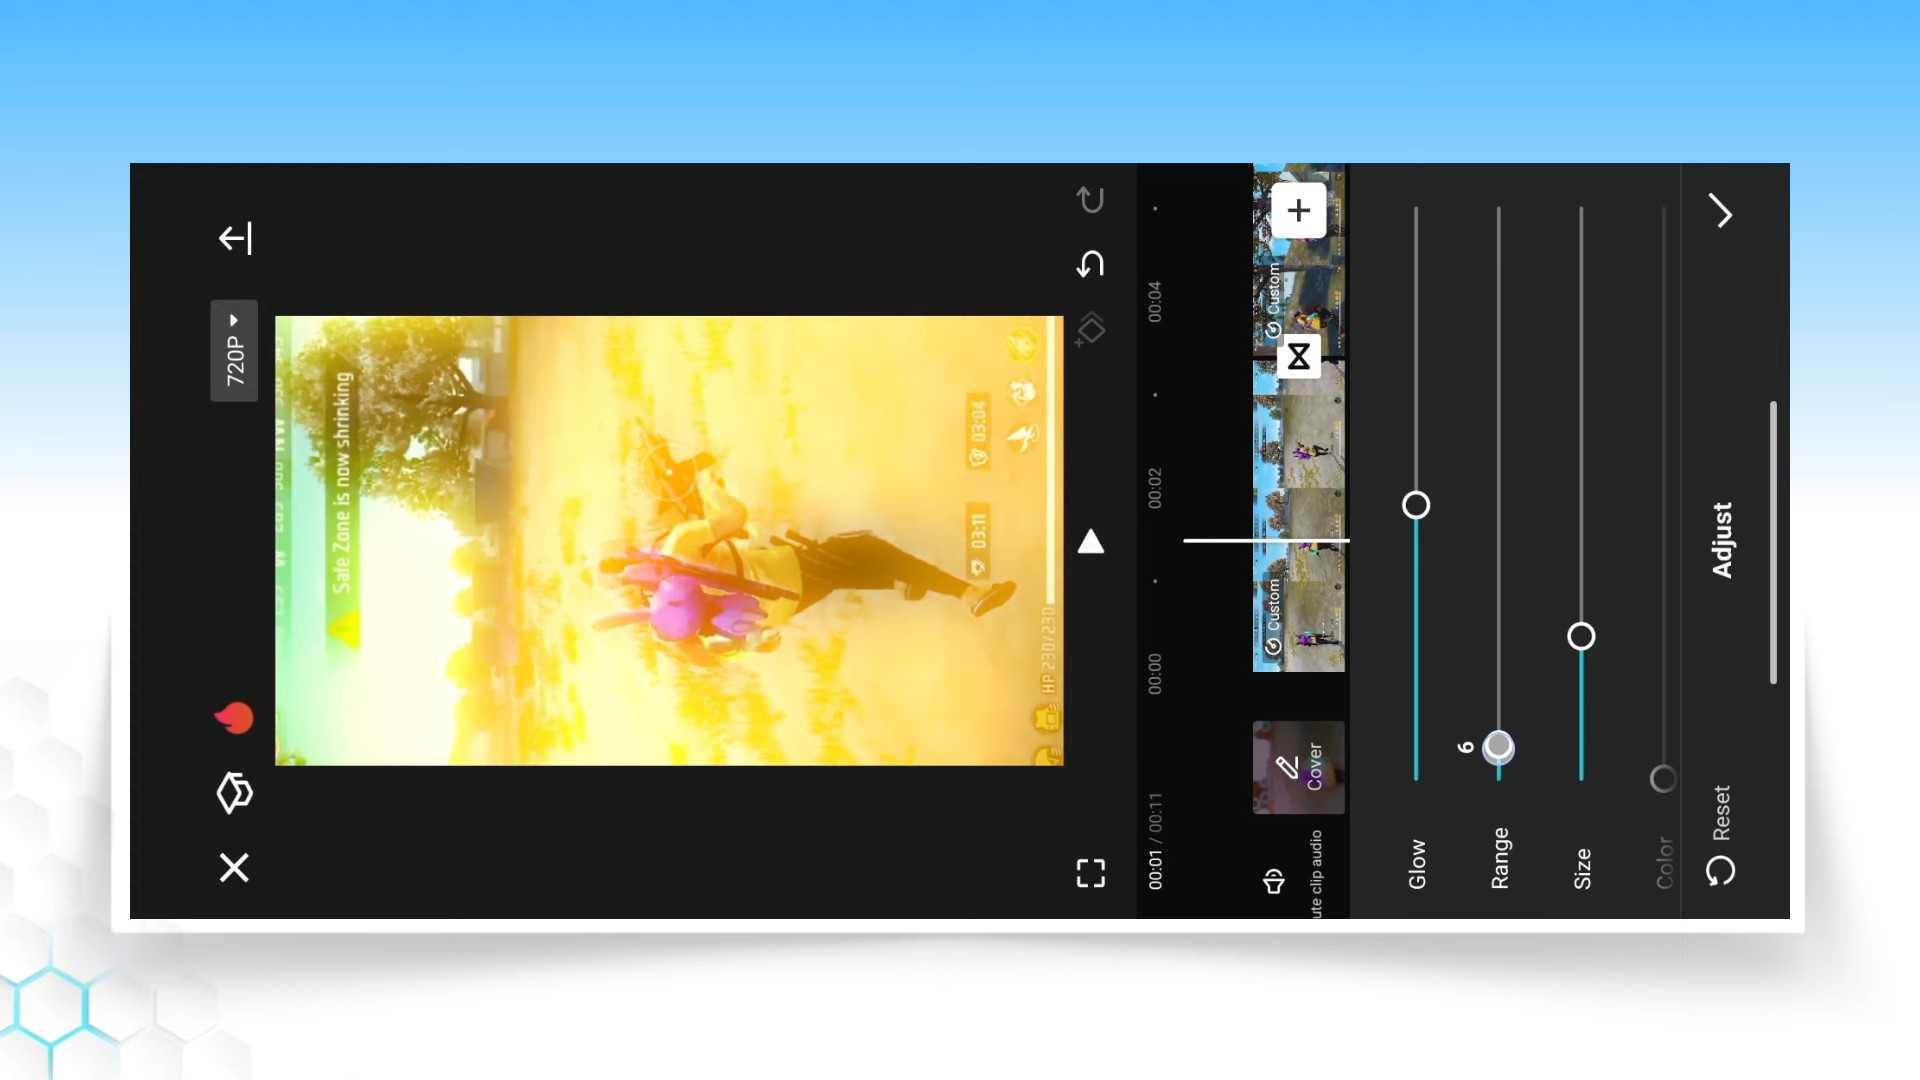 720P
W
Safe Zone is now shrinking
03:11
03:04
HP 230/230
00:01 / 00:11
00:00
00:02
00:04
ute clip audio
Cover
Custom
Custom
Glow
6
Range
Size
Color
Reset
Adjust